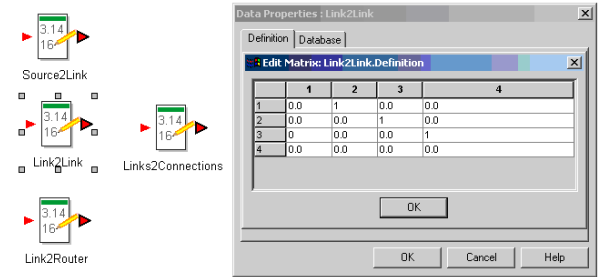 3.14
16
Source2Link
3.14
16
Link2Link
3.14
16
Links2Connections
3.14
16
Link2Router
Data Properties : Link2Link
Definition Database
Edit Matrix: Link2Link.Definition
1 2 3 4
1 0.0 1 0.0 0.0
2 0.0 0.0 1 0.0
3 0 0.0 0.0 1
4 0.0 0.0 0.0 0.0
OK
OK Cancel Help